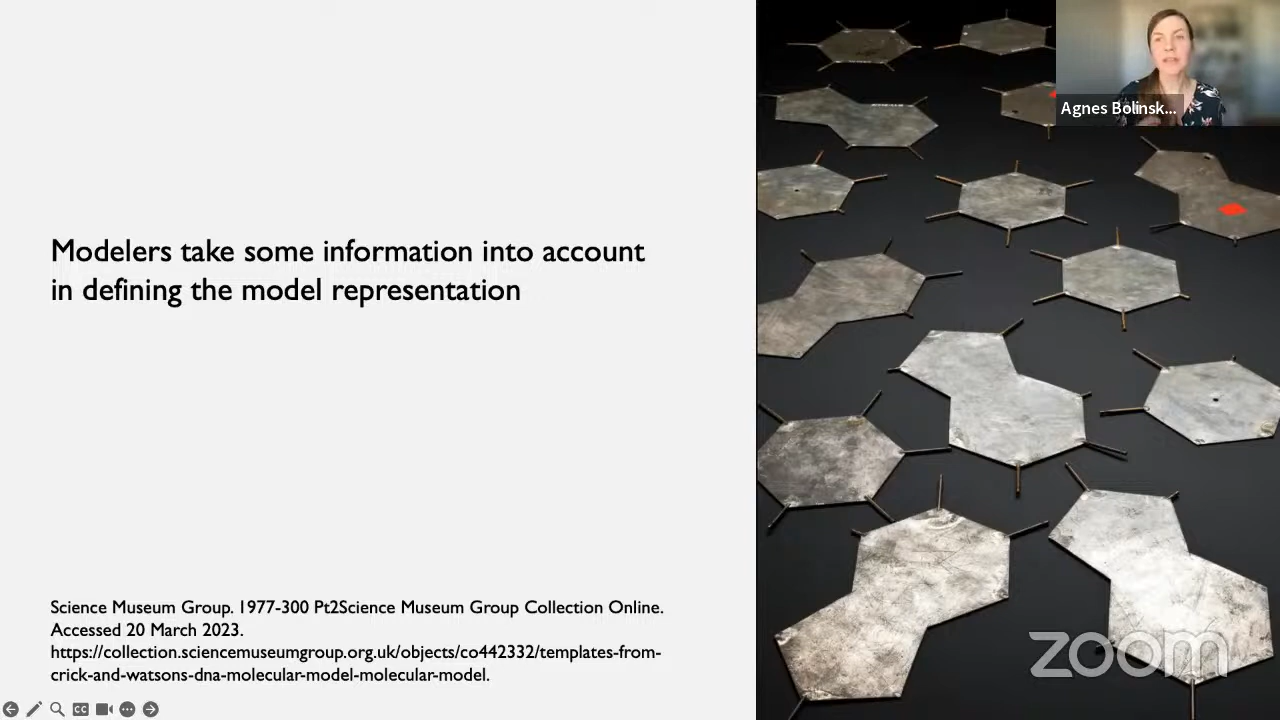 Modelers take some information into account
in defining the model representation
Science Museum Group. 1977-300 Pt2Science Museum Group Collection Online.
Accessed 20 March 2023.
https://collection.sciencemuseumgroup.org.uk/objects/co442332/templates-from-
crick-and-watsons-dna-molecular-model-molecular-model.
Agnes Bolinsk...
zoom
CC